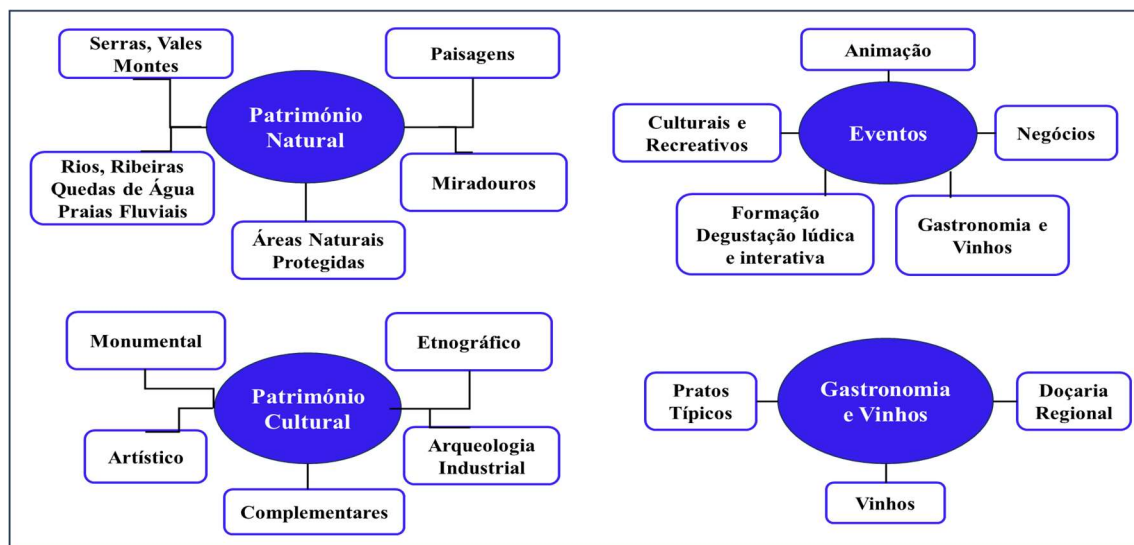 Serras, Vales
Montes
Paisagens
Património
Natural
Rios, Ribeiras
Quedas de Água
Praias Fluviais
Miradouros
Áreas Naturais
Protegidas
Animação
Culturais e
Recreativos
Eventos
Negócios
Formação
Degustação lúdica
e interativa
Gastronomia e
Vinhos
Monumental
Etnográfico
Património
Cultural
Artístico
Arqueologia
Industrial
Complementares
Pratos
Típicos
Gastronomia
e Vinhos
Doçaria
Regional
Vinhos